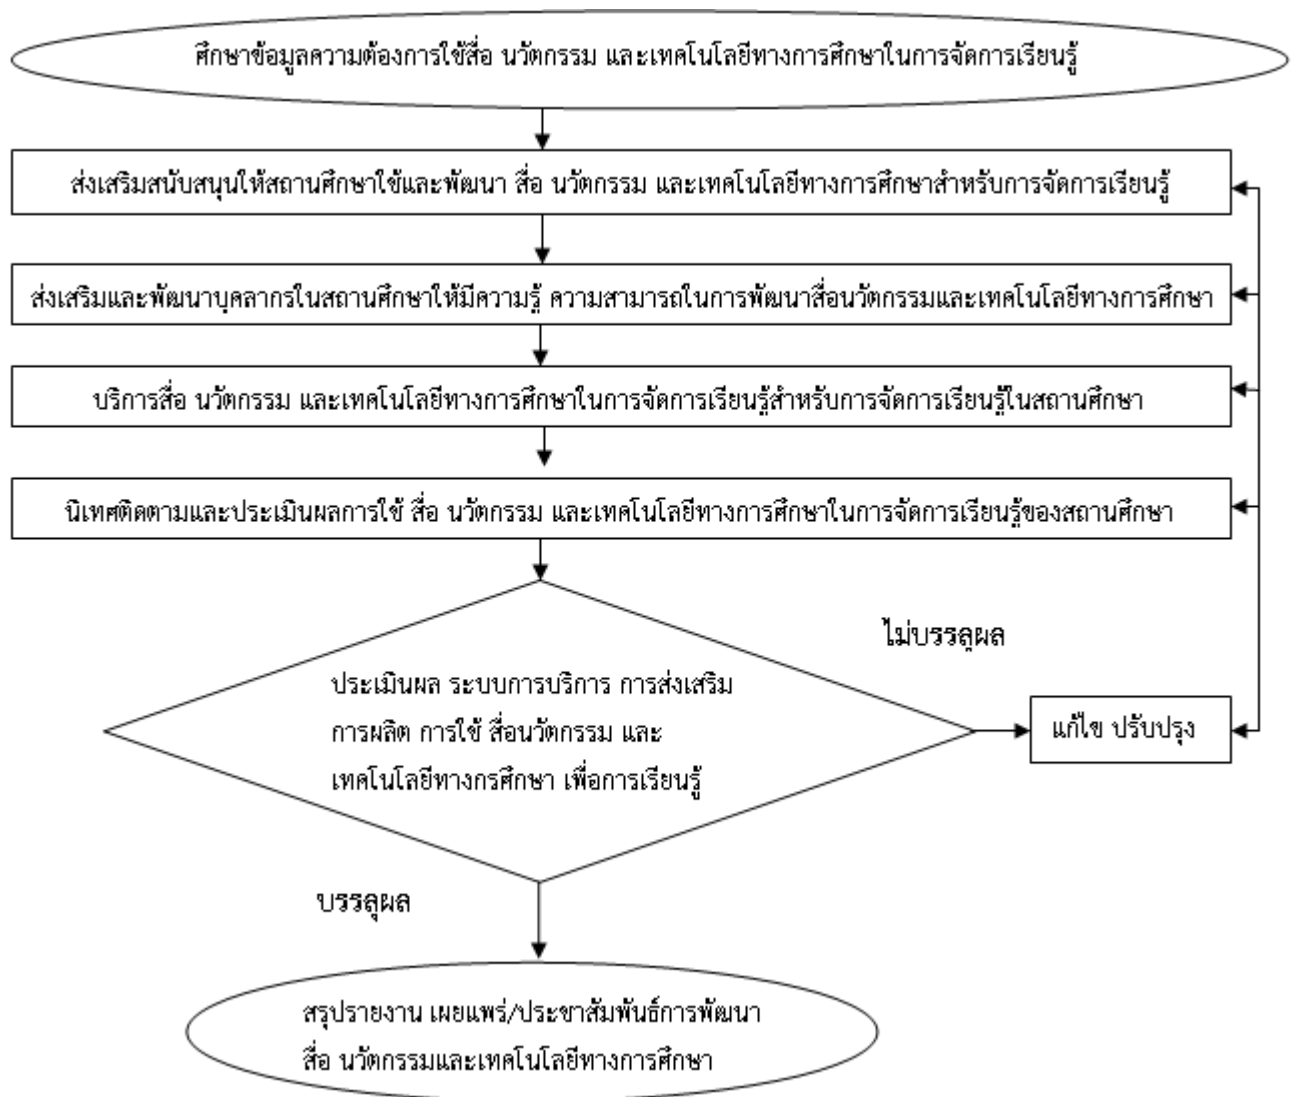 ศึกษาข้อมูลความต้องการใช้สื่อ นวัตกรรม และเทคโนโลยีทางการศึกษาในการจัดการเรียนรู้
ส่งเสริมสนับสนุนให้สถานศึกษาใช้และพัฒนา สื่อ นวัตกรรม และเทคโนโลยีทางการศึกษาสำหรับการจัดการเรียนรู้
ส่งเสริมและพัฒนาบุคลากรในสถานศึกษาให้มีความรู้ ความสามารถในการพัฒนาสื่อนวัตกรรมและเทคโนโลยีทางการศึกษา
บริการสื่อ นวัตกรรม และเทคโนโลยีทางการศึกษาในการจัดการเรียนรู้สำหรับการจัดการเรียนรู้ในสถานศึกษา
นิเทศติดตามและประเมินผลการใช้ สื่อ นวัตกรรม และเทคโนโลยีทางการศึกษาในการจัดการเรียนรู้ของสถานศึกษา
ไม่บรรลุผล
ประเมินผล ระบบการบริการ การส่งเสริม
การผลิต การใช้ สื่อนวัตกรรม และ
เทคโนโลยีทางกรศึกษา เพื่อการเรียนรู้
แก้ไข ปรับปรุง
บรรลุผล
สรุปรายงาน เผยแพร่/ประชาสัมพันธ์การพัฒนา
สื่อ นวัตกรรมและเทคโนโลยีทางการศึกษา